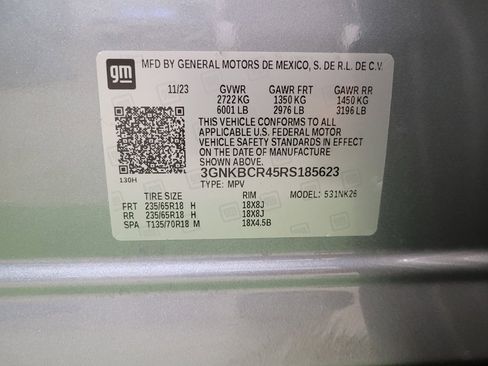 gm MFD BY GENERAL MOTORS DE MEXICO, S. DE R.L. DE C.V.
11/23 GVWR GAWR FRT GAWR RR
2722 KG 1350 KG 1450 KG
6001 LB 2976 LB 3196 LB
THIS VEHICLE CONFORMS TO ALL
APPLICABLE U.S. FEDERAL MOTOR
VEHICLE SAFETY STANDARDS IN EFFECT
ON THE DATE OF MANUFACTURE
SHOWN ABOVE.
3GNKBCR45RS185623
130H TYPE: MPV
TIRE SIZE RIM MODEL: 531NK26
FRT 235/65R18 H 18X8J
RR 235/65R18 H 18X8J
SPA T135/70R18 M 18X4.5B